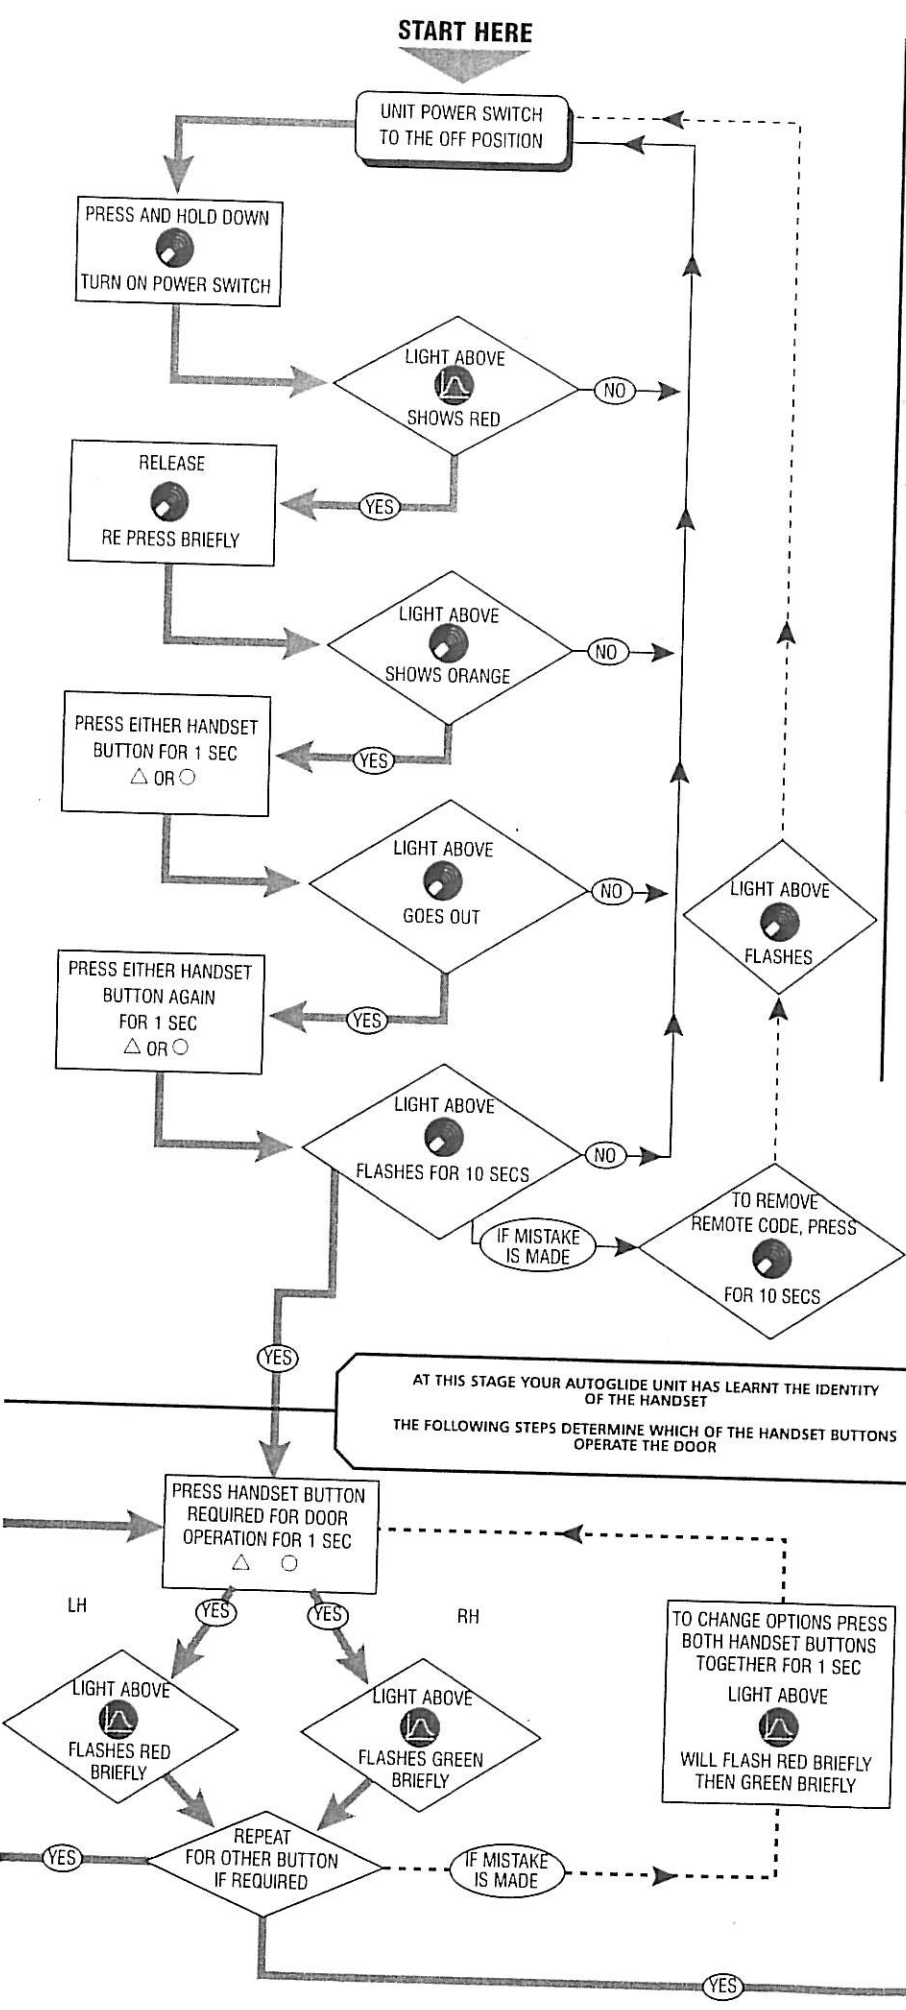 START HERE
UNIT POWER SWITCH
TO THE OFF POSITION
PRESS AND HOLD DOWN
TURN ON POWER SWITCH
LIGHT ABOVE
SHOWS RED
NO
YES
RELEASE
RE PRESS BRIEFLY
LIGHT ABOVE
SHOWS ORANGE
NO
YES
PRESS EITHER HANDSET
BUTTON FOR 1 SEC
△ OR ○
LIGHT ABOVE
GOES OUT
NO
YES
LIGHT ABOVE
FLASHES
PRESS EITHER HANDSET
BUTTON AGAIN
FOR 1 SEC
△ OR ○
LIGHT ABOVE
FLASHES FOR 10 SECS
NO
IF MISTAKE
IS MADE
TO REMOVE
REMOTE CODE, PRESS
FOR 10 SECS
YES
AT THIS STAGE YOUR AUTOGLIDE UNIT HAS LEARNT THE IDENTITY
OF THE HANDSET
THE FOLLOWING STEPS DETERMINE WHICH OF THE HANDSET BUTTONS
OPERATE THE DOOR
PRESS HANDSET BUTTON
REQUIRED FOR DOOR
OPERATION FOR 1 SEC
△ ○
LH
YES
YES
RH
LIGHT ABOVE
FLASHES RED
BRIEFLY
LIGHT ABOVE
FLASHES GREEN
BRIEFLY
TO CHANGE OPTIONS PRESS
BOTH HANDSET BUTTONS
TOGETHER FOR 1 SEC
LIGHT ABOVE
WILL FLASH RED BRIEFLY
THEN GREEN BRIEFLY
REPEAT
FOR OTHER BUTTON
IF REQUIRED
YES
IF MISTAKE
IS MADE
YES